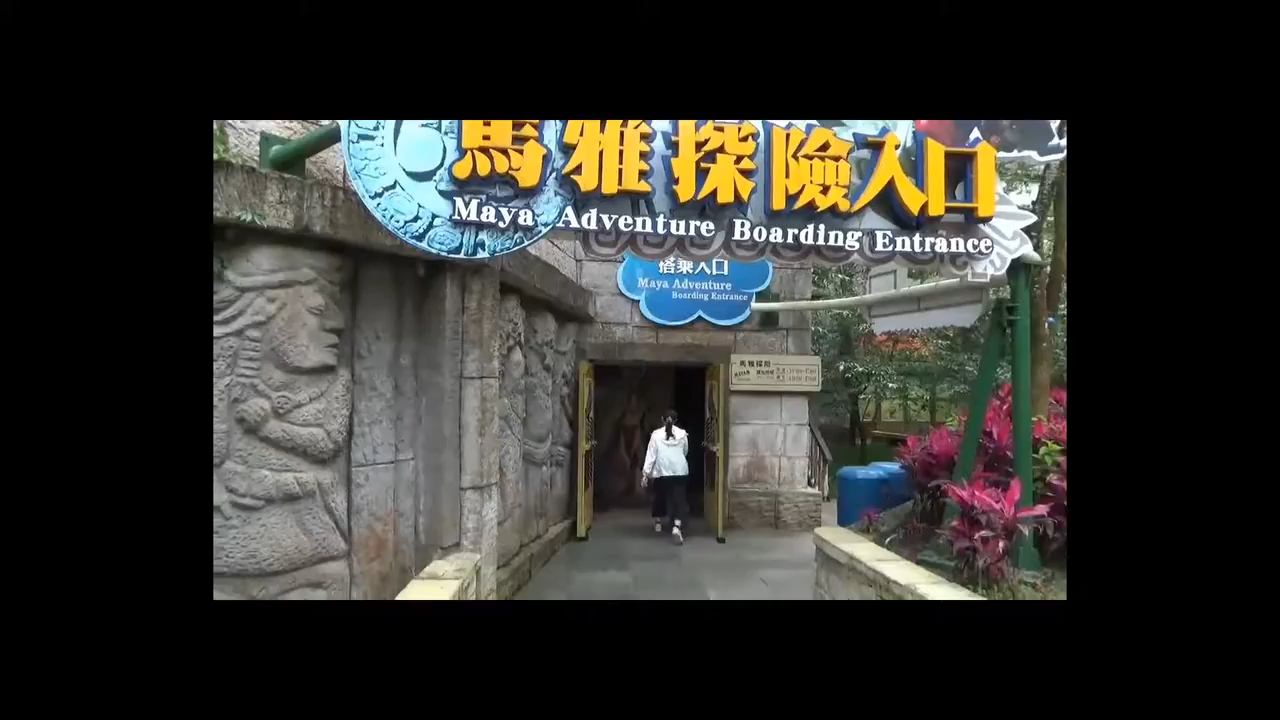 馬雅探險入口
Maya Adventure Boarding Entrance
搭乘入口
Maya Adventure
Boarding Entrance
馬雅探險